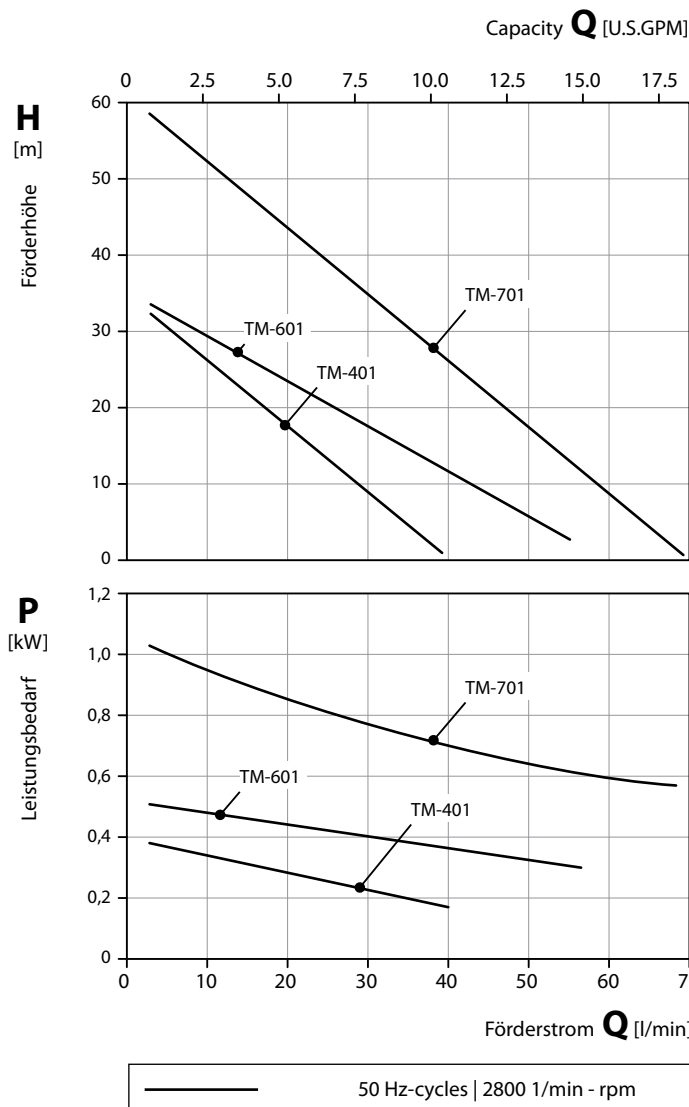 Capacity Q [U.S.GPM]
0 2.5 5.0 7.5 10.0 12.5 15.0 17.5
H
[m]
Förderhöhe
60
50
40
30
20
10
0
TM-701
TM-601
TM-401
P
[kW]
Leistungsbedarf
1,2
1,0
0,8
0,6
0,4
0,2
0
TM-701
TM-601
TM-401
0 10 20 30 40 50 60
Förderstrom Q [l/min]
50 Hz-cycles | 2800 1/min - rpm